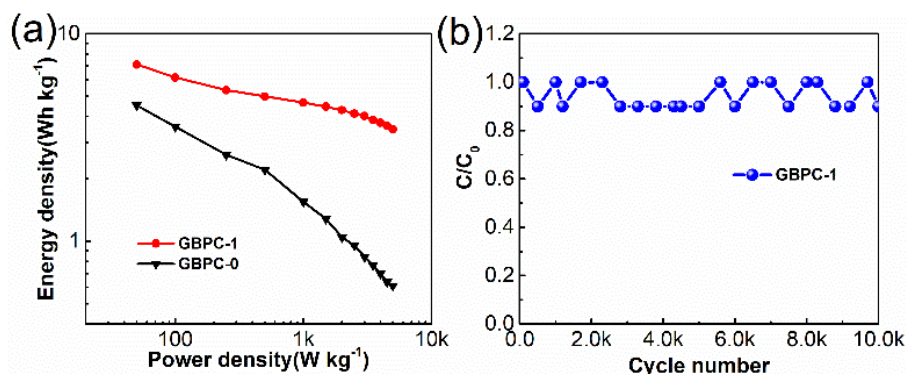 (a)
Energy density(Wh kg⁻¹)
10
1
GBPC-1
GBPC-0
100 1k 10k
Power density(W kg⁻¹)
(b)
C/C₀
1.2
1.0
0.8
0.6
0.4
0.2
0.0
GBPC-1
0.0 2.0k 4.0k 6.0k 8.0k 10.0k
Cycle number